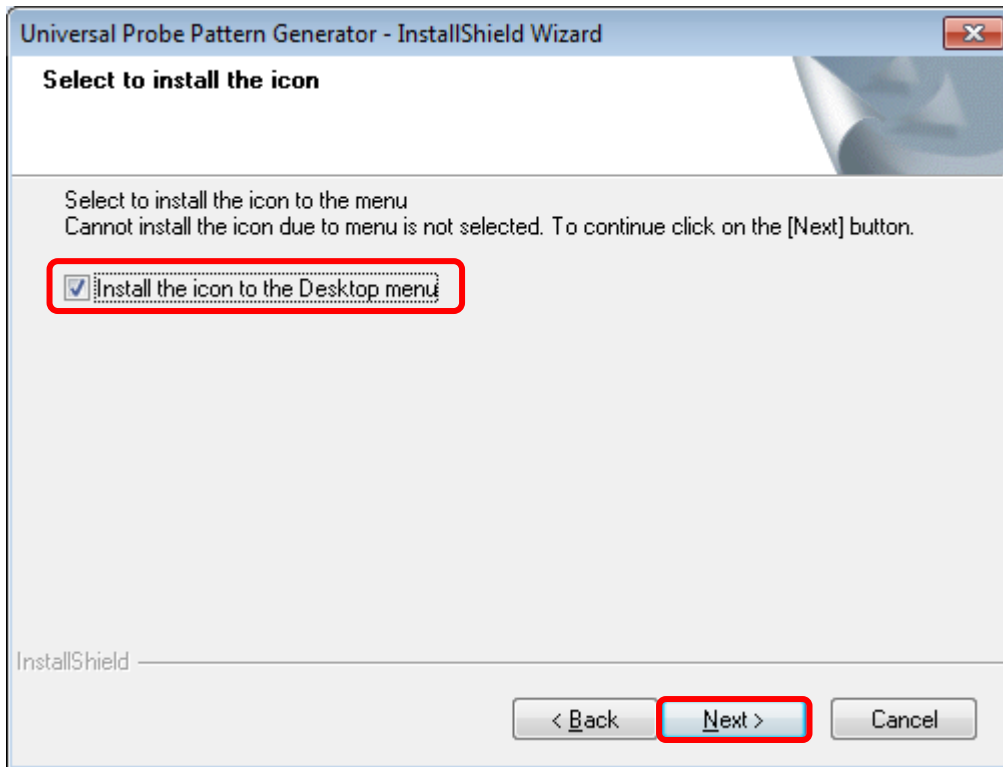 Universal Probe Pattern Generator - InstallShield Wizard
Select to install the icon
Select to install the icon to the menu
Cannot install the icon due to menu is not selected. To continue click on the [Next] button.
Install the icon to the Desktop menu
InstallShield
< Back Next > Cancel